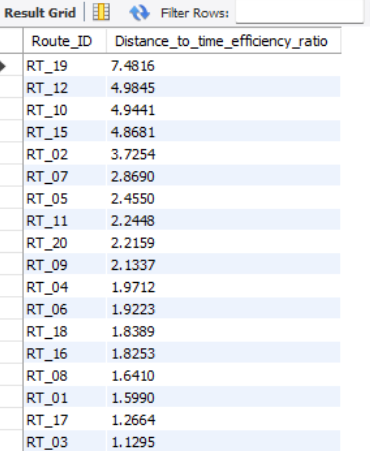 Result Grid Filter Rows:
Route_ID Distance_to_time_efficiency_ratio
RT_19 7.4816
RT_12 4.9845
RT_10 4.9441
RT_15 4.8681
RT_02 3.7254
RT_07 2.8690
RT_05 2.4550
RT_11 2.2448
RT_20 2.2159
RT_09 2.1337
RT_04 1.9712
RT_06 1.9223
RT_18 1.8389
RT_16 1.8253
RT_08 1.6410
RT_01 1.5990
RT_17 1.2664
RT_03 1.1295